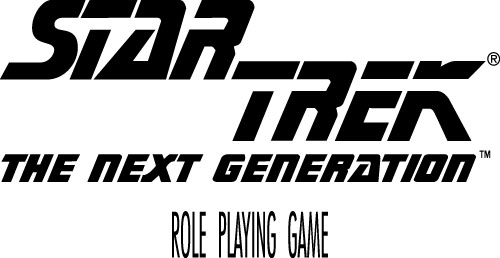 STAR
TREK®
THE NEXT GENERATION™
ROLE PLAYING GAME